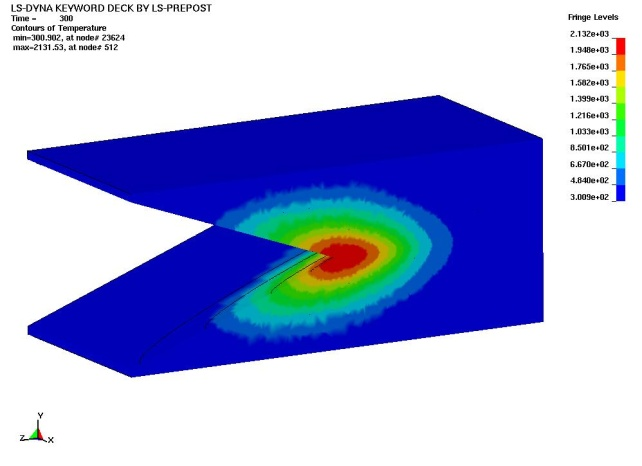 LS-DYNA KEYWORD DECK BY LS-PREPOST
Time = 300
Contours of Temperature
min=300.902, at node# 23624
max=2131.53, at node# 512
Fringe Levels
2.132e+03
1.948e+03
1.765e+03
1.582e+03
1.399e+03
1.216e+03
1.033e+03
8.501e+02
6.670e+02
4.840e+02
3.009e+02
Y
Z
X